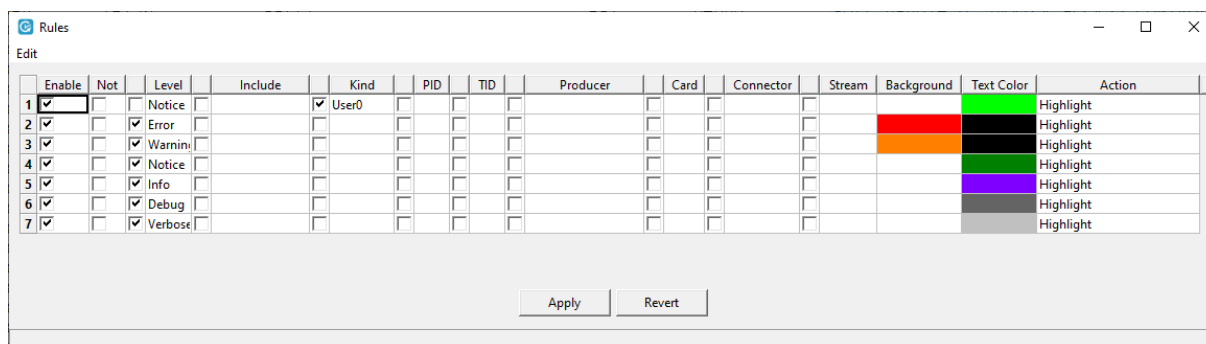 Rules
Edit
Enable Not Level Include Kind PID TID Producer Card Connector Stream Background Text Color Action
1 Notice User0 Highlight
2 Error Highlight
3 Warnin Highlight
4 Notice Highlight
5 Info Highlight
6 Debug Highlight
7 Verbose Highlight
Apply Revert